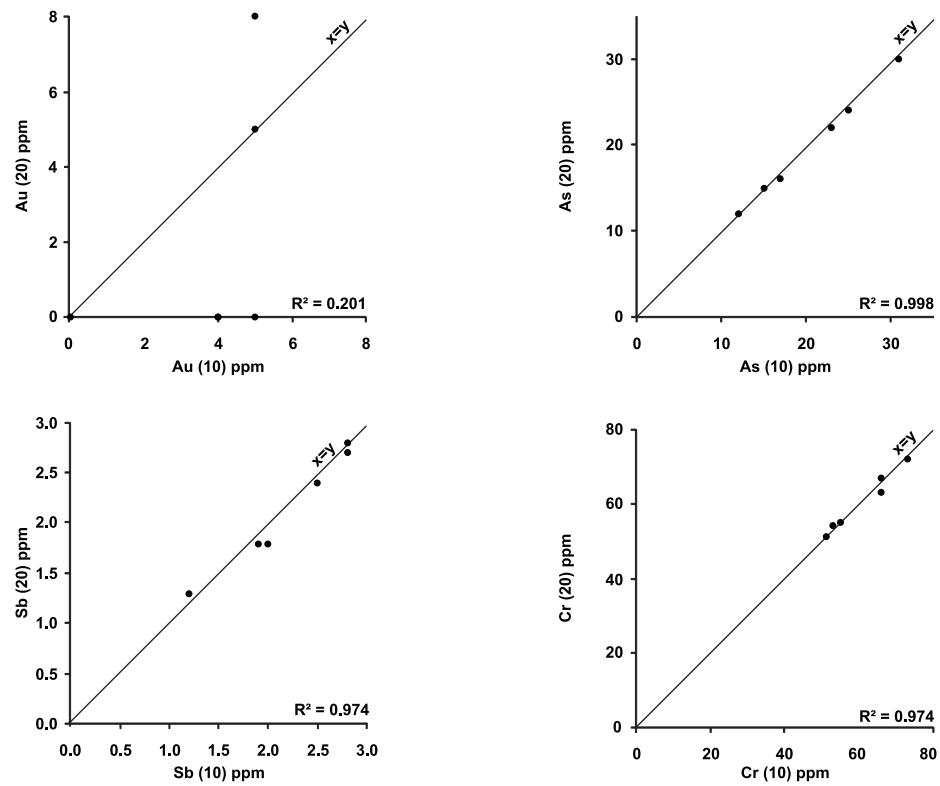 8
6
4
2
0
Au (20) ppm
x=y
R² = 0.201
0 2 4 6 8
Au (10) ppm
30
20
10
0
As (20) ppm
x=y
R² = 0.998
0 10 20 30
As (10) ppm
3.0
2.5
2.0
1.5
1.0
0.5
0.0
Sb (20) ppm
x=y
R² = 0.974
0.0 0.5 1.0 1.5 2.0 2.5 3.0
Sb (10) ppm
80
60
40
20
0
Cr (20) ppm
x=y
R² = 0.974
0 20 40 60 80
Cr (10) ppm